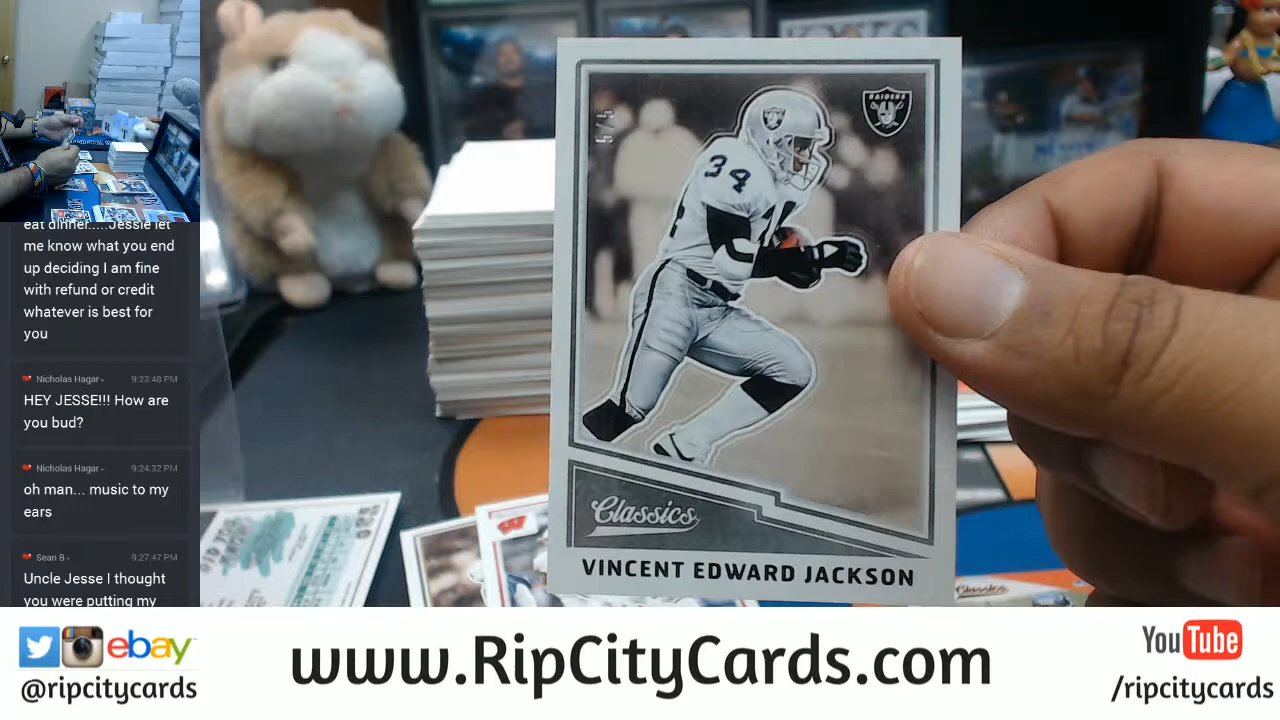 eat dinner.....Jessie let
me know what you end
up deciding I am fine
with refund or credit
whatever is best for
you
Nicholas Hagar
9:23:48 PM
HEY JESSE!!! How are
you bud?
Nicholas Hagar
9:24:32 PM
oh man... music to my
ears
Sean B
9:27:47 PM
Uncle Jesse I thought
you were putting my
5/5
RAIDERS
34
Classics
VINCENT EDWARD JACKSON
ebay
@ripcitycards
www.RipCityCards.com
YouTube
/ripcitycards